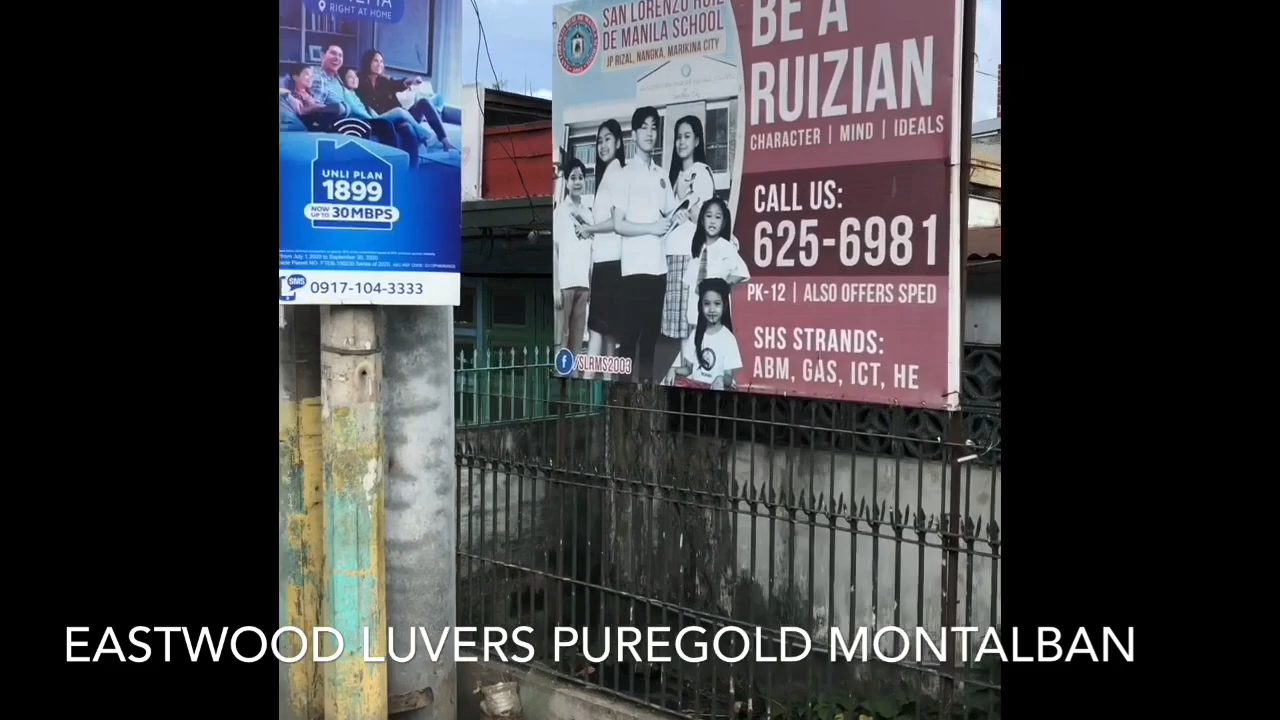 RIGHT AT HOME
UNLI PLAN
1899
NOW UP TO 30MBPS
SMS
0917-104-3333
SAN LORENZO RUIZ
DE MANILA SCHOOL
JP RIZAL, NANGKA, MARIKINA CITY
BE A
RUIZIAN
CHARACTER | MIND | IDEALS
CALL US:
625-6981
PK-12 | ALSO OFFERS SPED
SHS STRANDS:
ABM, GAS, ICT, HE
f /SLRMS2003
EASTWOOD LUVERS PUREGOLD MONTALBAN